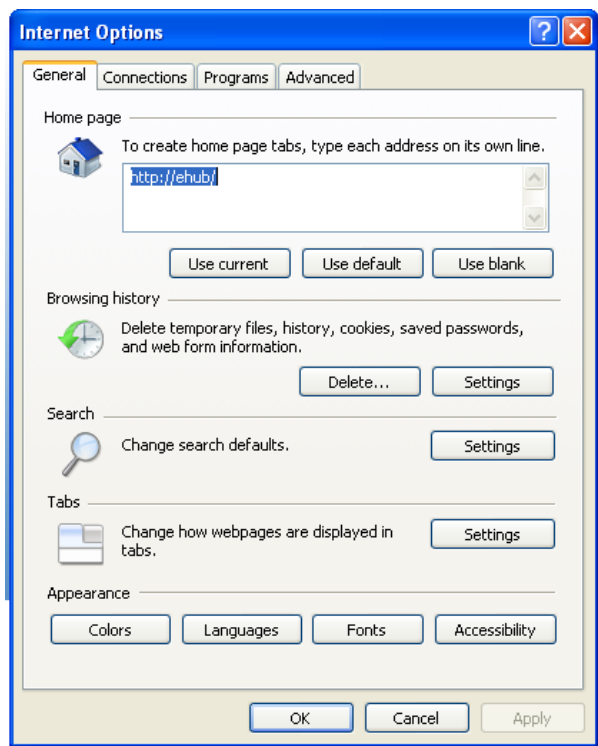 Internet Options
General Connections Programs Advanced
Home page
To create home page tabs, type each address on its own line.
http://ehub/
Use current Use default Use blank
Browsing history
Delete temporary files, history, cookies, saved passwords,
and web form information.
Delete... Settings
Search
Change search defaults. Settings
Tabs
Change how webpages are displayed in Settings
tabs.
Appearance
Colors Languages Fonts Accessibility
OK Cancel Apply